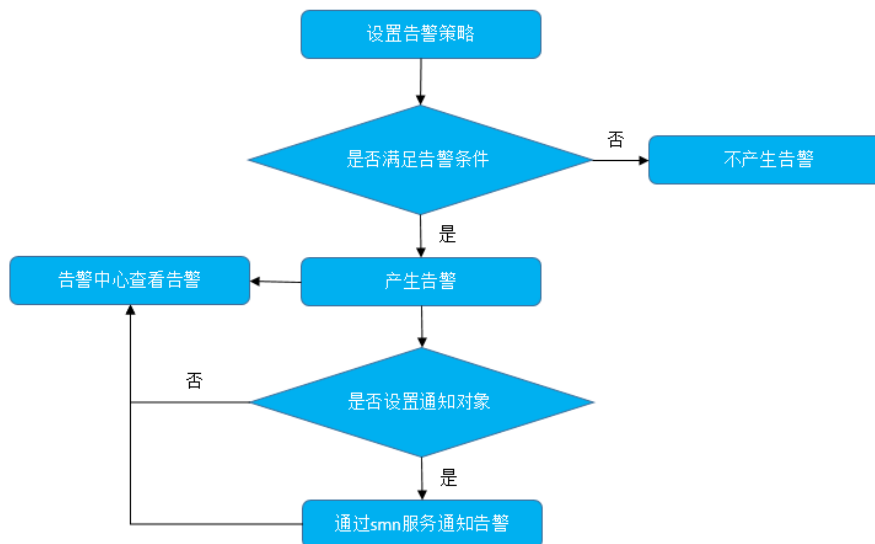 设置告警策略
是否满足告警条件
否
不产生告警
是
告警中心查看告警
产生告警
否
是否设置通知对象
是
通过smn服务通知告警